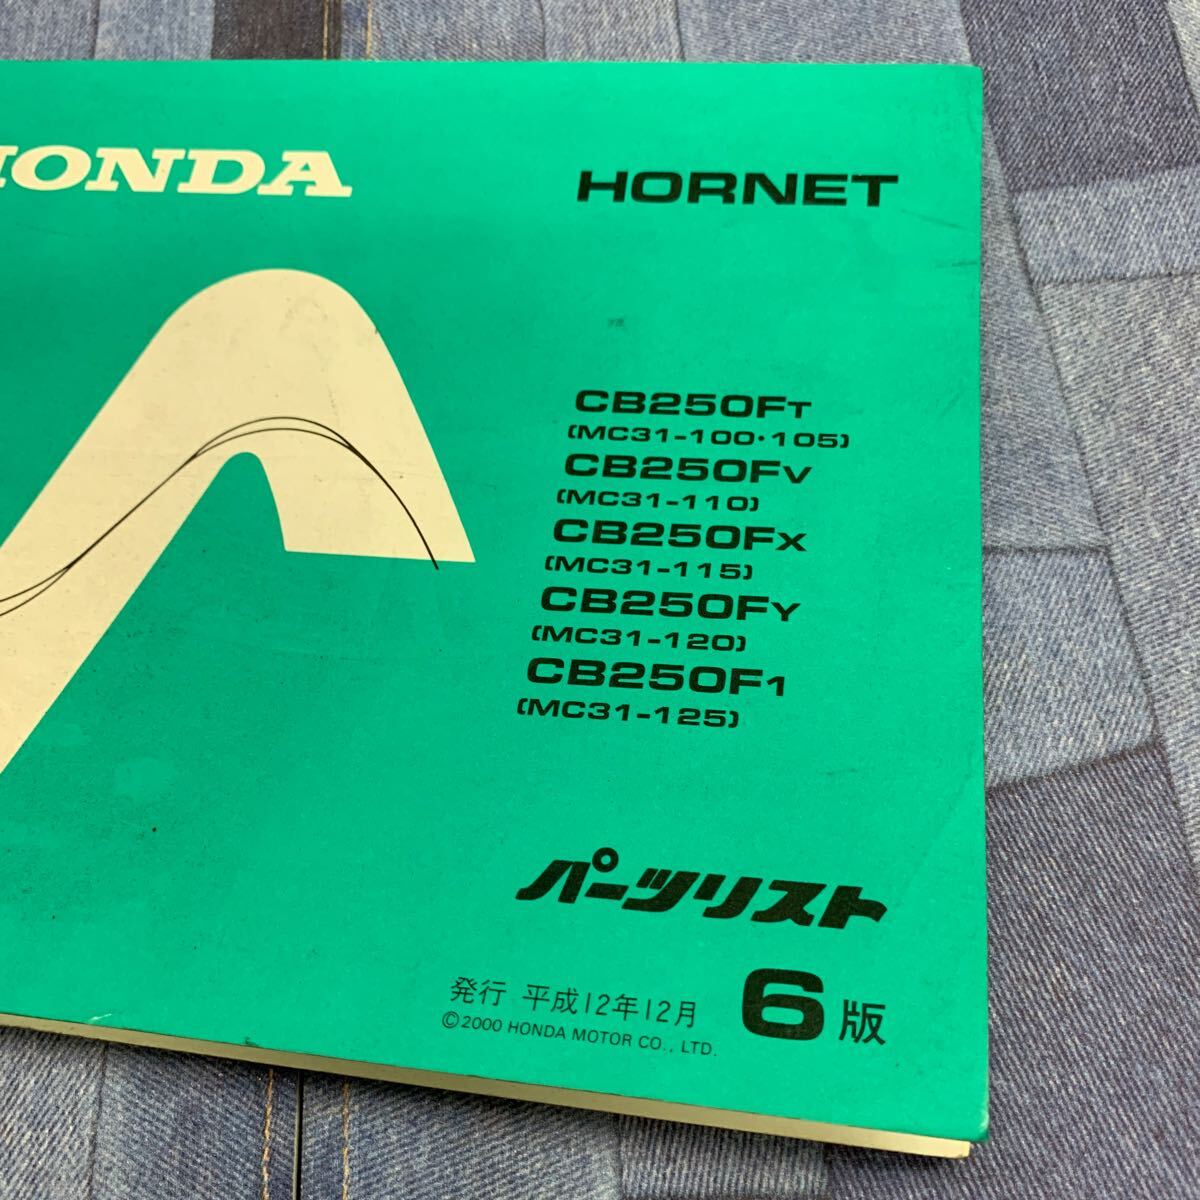 HONDA
HORNET
CB250FT
(MC31-100・105)
CB250FV
(MC31-110)
CB250FX
(MC31-115)
CB250FY
(MC31-120)
CB250F1
(MC31-125)
パーツリスト
発行 平成12年12月 6版
©2000 HONDA MOTOR CO., LTD.